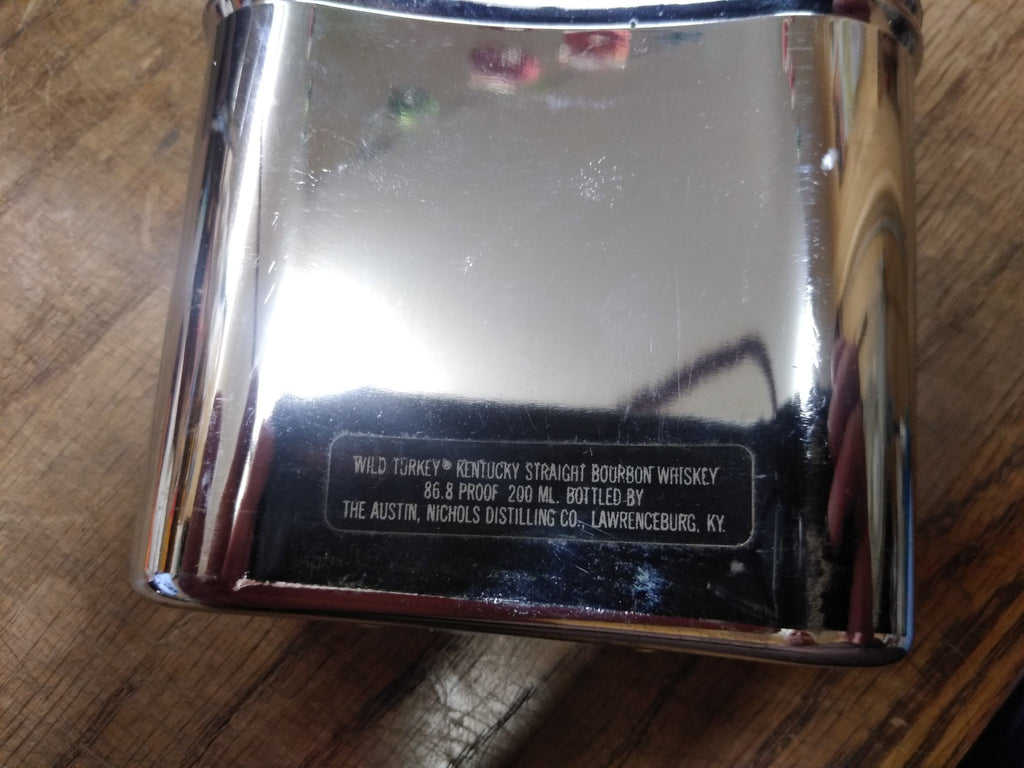 WILD TURKEY® KENTUCKY STRAIGHT BOURBON WHISKEY
86.8 PROOF 200 ML. BOTTLED BY
THE AUSTIN, NICHOLS DISTILLING CO., LAWRENCEBURG, KY.